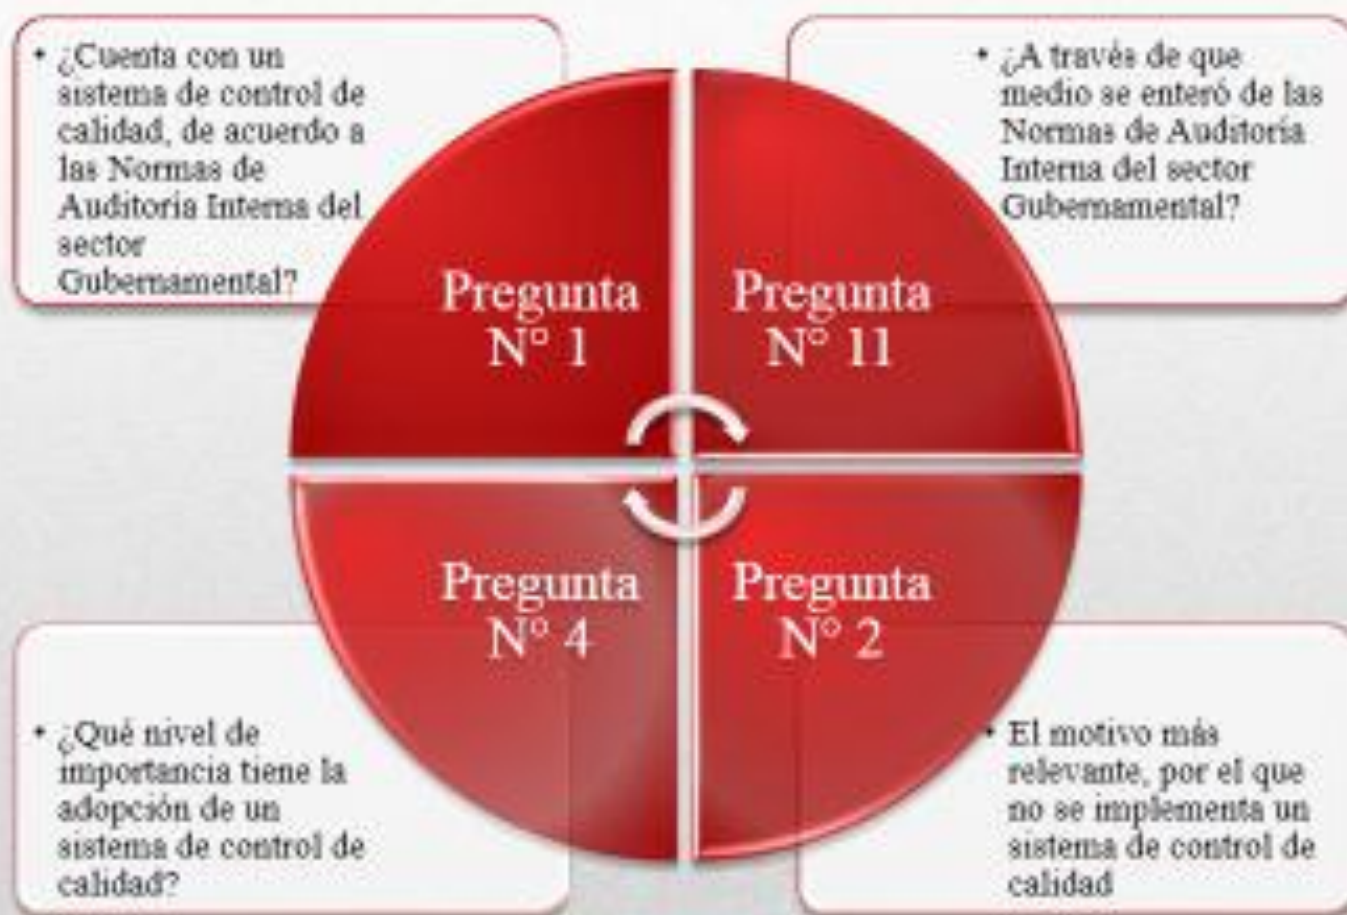 • ¿Cuenta con un
sistema de control de
calidad, de acuerdo a
las Normas de
Auditoria Interna del
sector
Gubernamental?
• ¿A través de que
medio se enteró de las
Normas de Auditoria
Interna del sector
Gubernamental?
Pregunta
N° 1
Pregunta
N° 11
Pregunta
N° 4
Pregunta
N° 2
• ¿Qué nivel de
importancia tiene la
adopción de un
sistema de control de
calidad?
• El motivo más
relevante, por el que
no se implementa un
sistema de control de
calidad